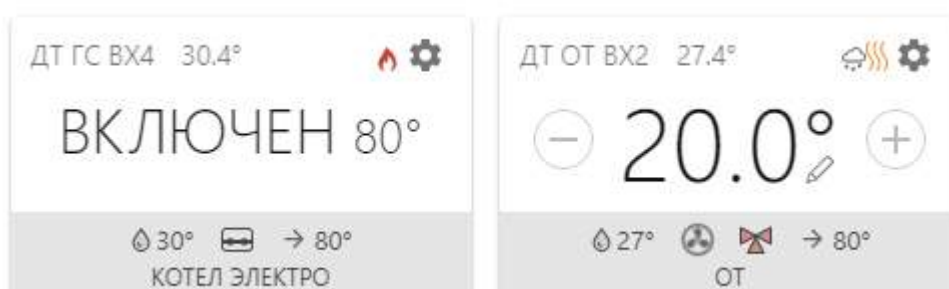 ДТ ГС ВХ4 30.4°
ВКЛЮЧЕН 80°
30° → 80°
КОТЕЛ ЭЛЕКТРО
ДТ ОТ ВХ2 27.4°
20.0°
27° → 80°
ОТ